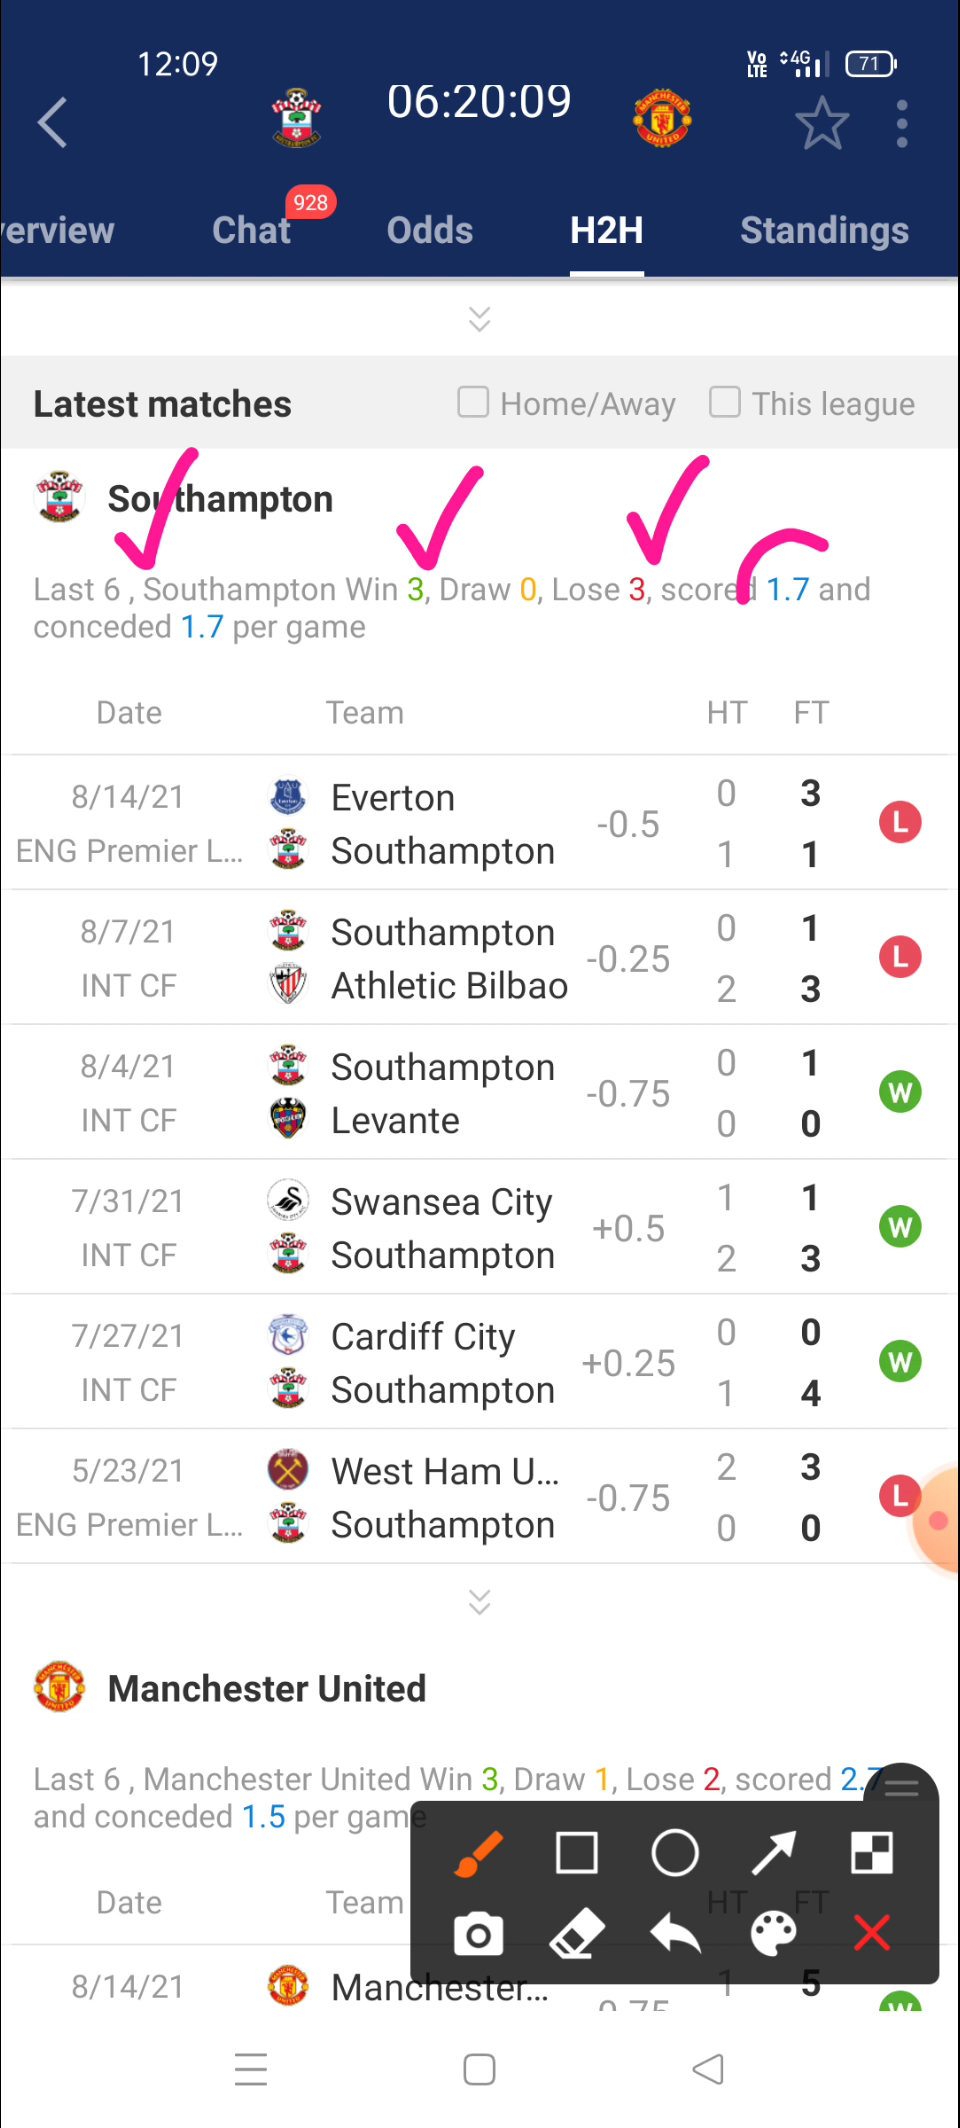 12:09 Vo LTE 4G 71
06:20:09
verview Chat 928 Odds H2H Standings
Latest matches Home/Away This league
Southampton
Last 6 , Southampton Win 3, Draw 0, Lose 3, scored 1.7 and
conceded 1.7 per game
Date Team HT FT
8/14/21 Everton 0 3
ENG Premier L... Southampton -0.5 1 1 L
8/7/21 Southampton 0 1
INT CF Athletic Bilbao -0.25 2 3 L
8/4/21 Southampton 0 1
INT CF Levante -0.75 0 0 W
7/31/21 Swansea City 1 1
INT CF Southampton +0.5 2 3 W
7/27/21 Cardiff City 0 0
INT CF Southampton +0.25 1 4 W
5/23/21 West Ham U... 2 3
ENG Premier L... Southampton -0.75 0 0 L
Manchester United
Last 6 , Manchester United Win 3, Draw 1, Lose 2, scored 2.7
and conceded 1.5 per game
Date Team HT FT
8/14/21 Manchester... 1 5
W